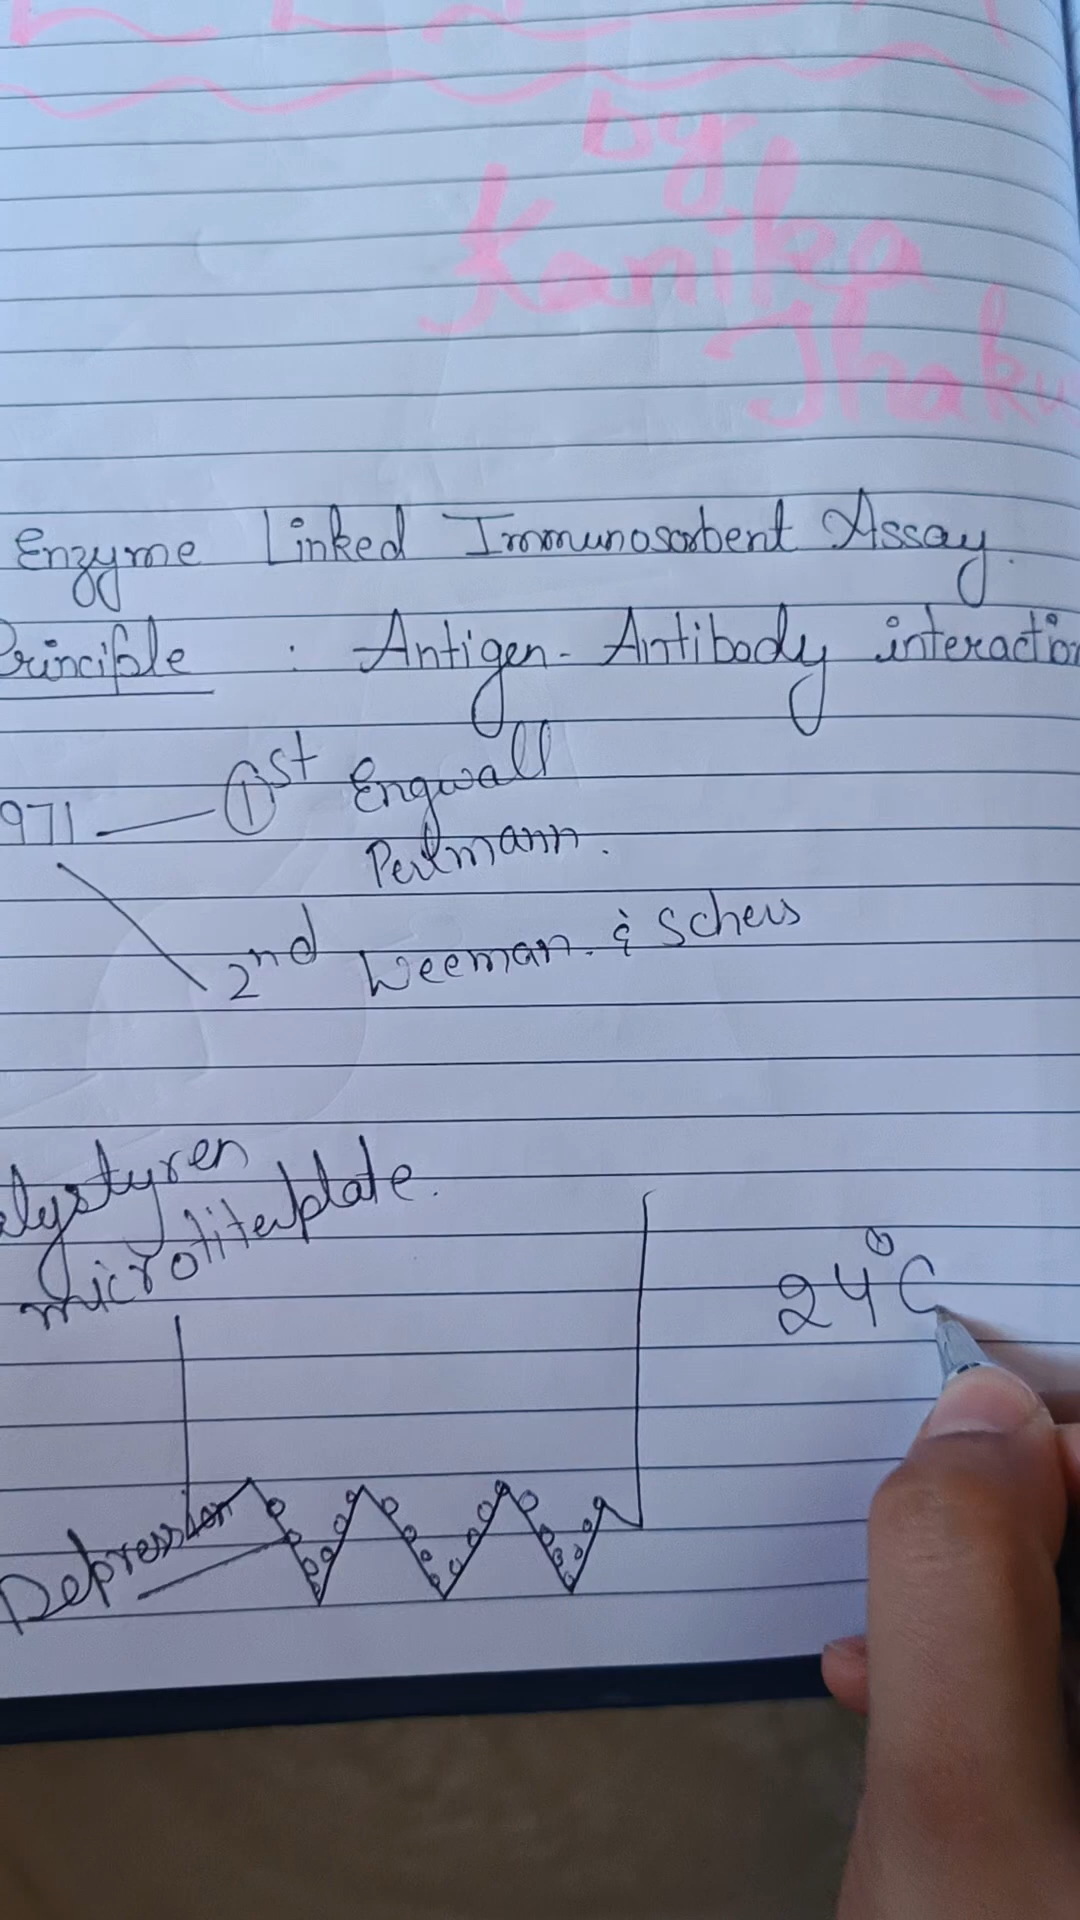 by
Kanika
Thaku
Enzyme Linked Immunosorbent Assay.
Principle : Antigen-Antibody interaction
971 — 1st Engwall
Perlmann.
2nd Weeman. & Schers
lystyren
microtiterplate.
24°C
Depression